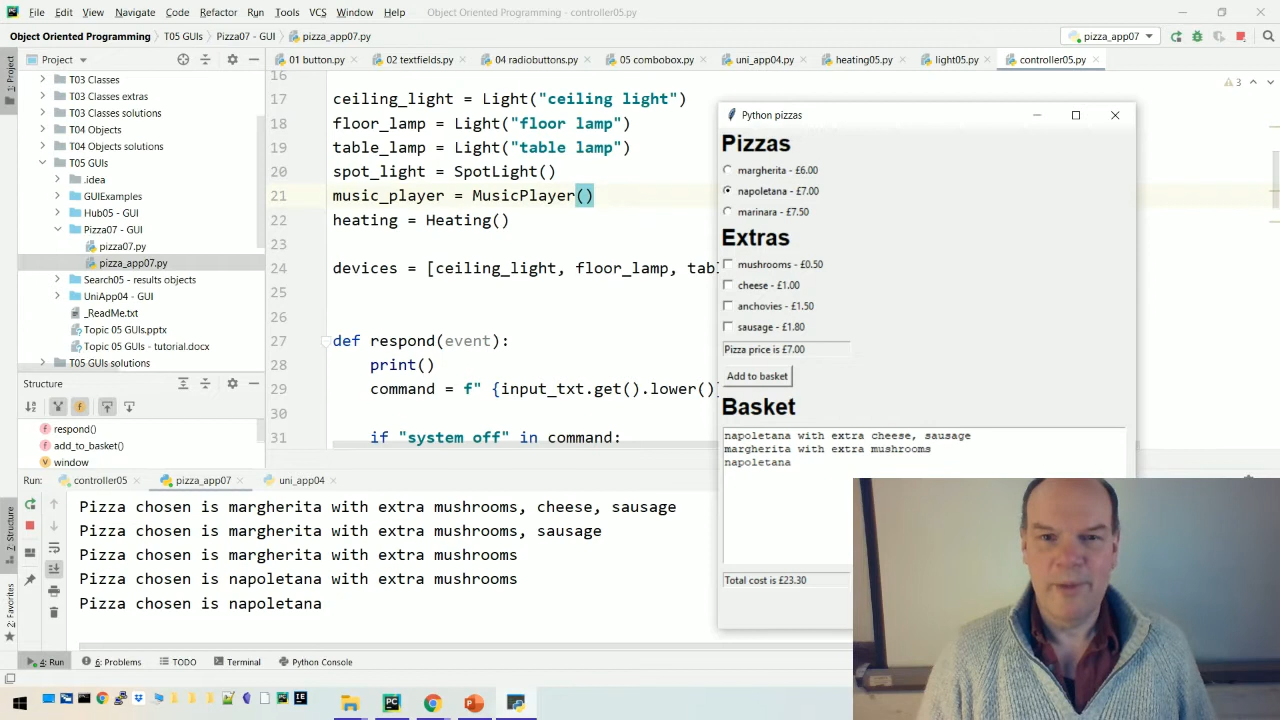 File Edit View Navigate Code Refactor Run Tools VCS Window Help Object Oriented Programming - controller05.py
Object Oriented Programming T05 GUIs Pizza07 - GUI pizza_app07.py pizza_app07
Project 01 button.py 02 textfields.py 04 radiobuttons.py 05 combobox.py uni_app04.py heating05.py light05.py controller05.py
1: Project
T03 Classes
T03 Classes extras
T03 Classes solutions
T04 Objects
T04 Objects solutions
T05 GUIs
.idea
GUIExamples
Hub05 - GUI
Pizza07 - GUI
pizza07.py
pizza_app07.py
Search05 - results objects
UniApp04 - GUI
_ReadMe.txt
Topic 05 GUIs.pptx
Topic 05 GUIs - tutorial.docx
T05 GUIs solutions
Structure
respond()
add_to_basket()
window
3
16
17 ceiling_light = Light("ceiling light")
18 floor_lamp = Light("floor lamp")
19 table_lamp = Light("table lamp")
20 spot_light = SpotLight()
21 music_player = MusicPlayer()
22 heating = Heating()
23
24 devices = [ceiling_light, floor_lamp, tab
25
26
27 def respond(event):
28 print()
29 command = f" {input_txt.get().lower()
30
31 if "system off" in command:
Python pizzas
Pizzas
margherita - £6.00
napoletana - £7.00
marinara - £7.50
Extras
mushrooms - £0.50
cheese - £1.00
anchovies - £1.50
sausage - £1.80
Pizza price is £7.00
Add to basket
Basket
napoletana with extra cheese, sausage
margherita with extra mushrooms
napoletana
Total cost is £23.30
Run: controller05 pizza_app07 uni_app04
Pizza chosen is margherita with extra mushrooms, cheese, sausage
Pizza chosen is margherita with extra mushrooms, sausage
Pizza chosen is margherita with extra mushrooms
Pizza chosen is napoletana with extra mushrooms
Pizza chosen is napoletana
7: Structure
2: Favorites
4: Run 6: Problems TODO Terminal Python Console